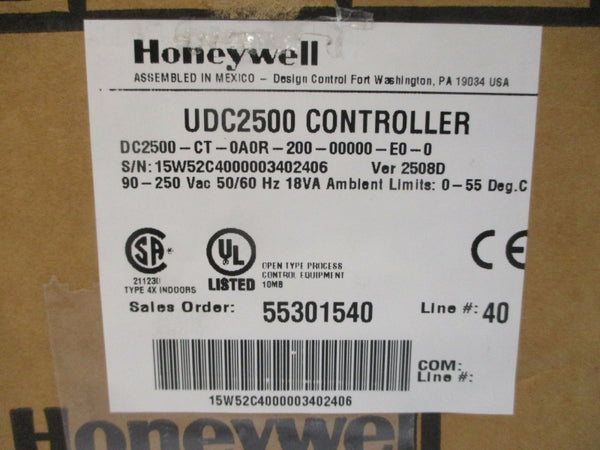 Honeywell
ASSEMBLED IN MEXICO - Design Control Fort Washington, PA 19034 USA
UDC2500 CONTROLLER
DC2500-CT-0A0R-200-00000-E0-0
S/N:15W52C4000003402406 Ver 2508D
90-250 Vac 50/60 Hz 18VA Ambient Limits: 0-55 Deg.C
SA
211230
TYPE 4X INDOORS
UL
LISTED
OPEN TYPE PROCESS
CONTROL EQUIPMENT
10MB
CE
Sales Order: 55301540 Line #: 40
COM:
Line #:
15W52C4000003402406
Honeywell